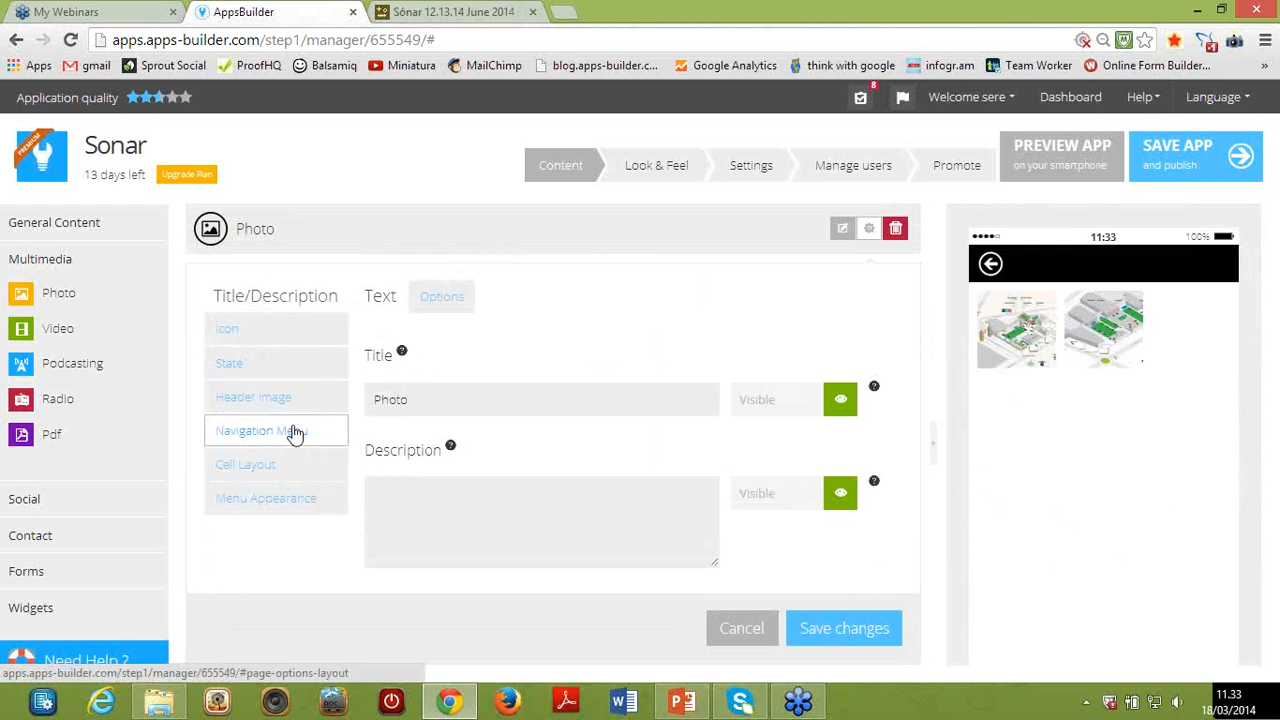 My Webinars
AppsBuilder
Sónar 12.13.14 June 2014
apps.apps-builder.com/step1/manager/655549/#
Apps
gmail
Sprout Social
ProofHQ
Balsamiq
Miniatura
MailChimp
blog.apps-builder.c...
Google Analytics
think with google
infogr.am
Team Worker
Online Form Builder...
Application quality
8
Welcome sere
Dashboard
Help
Language
PREMIUM
Sonar
13 days left
Upgrade Plan
Content
Look & Feel
Settings
Manage users
Promote
PREVIEW APP
on your smartphone
SAVE APP
and publish
General Content
Multimedia
Photo
Video
Podcasting
Radio
Pdf
Social
Contact
Forms
Widgets
Need Help ?
Photo
Title/Description
Icon
State
Header Image
Navigation Menu
Cell Layout
Menu Appearance
Text
Options
Title
Photo
Visible
Description
Visible
Cancel
Save changes
11:33
100%
apps.apps-builder.com/step1/manager/655549/#page-options-layout
DOC
11.33
18/03/2014